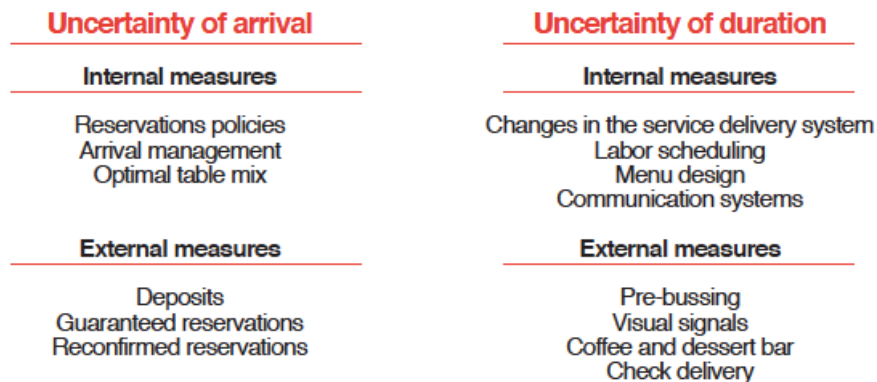 Uncertainty of arrival
Internal measures
Reservations policies
Arrival management
Optimal table mix
External measures
Deposits
Guaranteed reservations
Reconfirmed reservations
Uncertainty of duration
Internal measures
Changes in the service delivery system
Labor scheduling
Menu design
Communication systems
External measures
Pre-bussing
Visual signals
Coffee and dessert bar
Check delivery